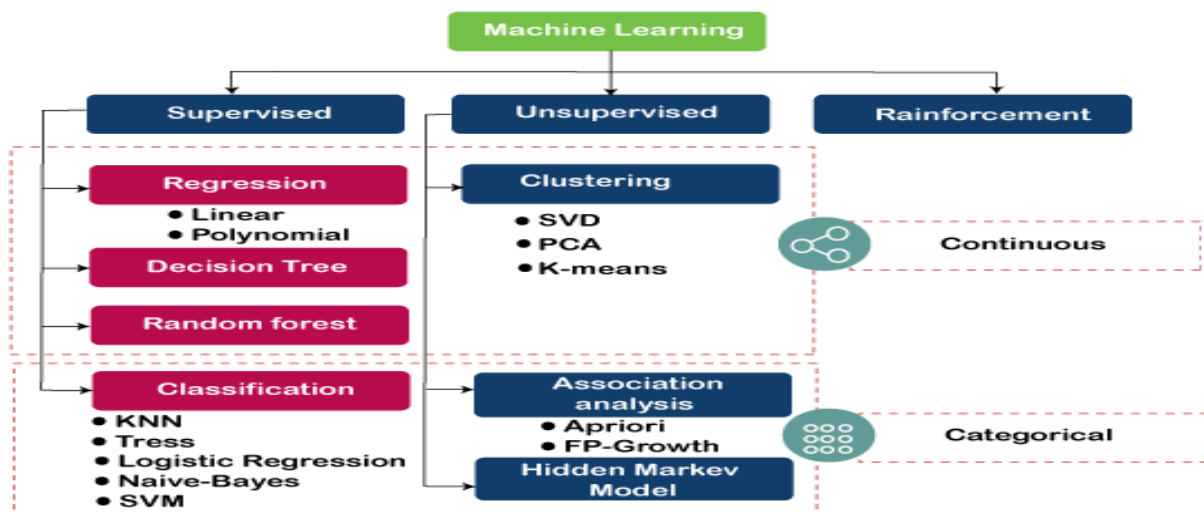 Machine Learning
Supervised
Unsupervised
Rainforcement
Regression
● Linear
● Polynomial
Decision Tree
Random forest
Clustering
● SVD
● PCA
● K-means
Continuous
Classification
● KNN
● Tress
● Logistic Regression
● Naive-Bayes
● SVM
Association
analysis
● Apriori
● FP-Growth
Hidden Markev
Model
Categorical